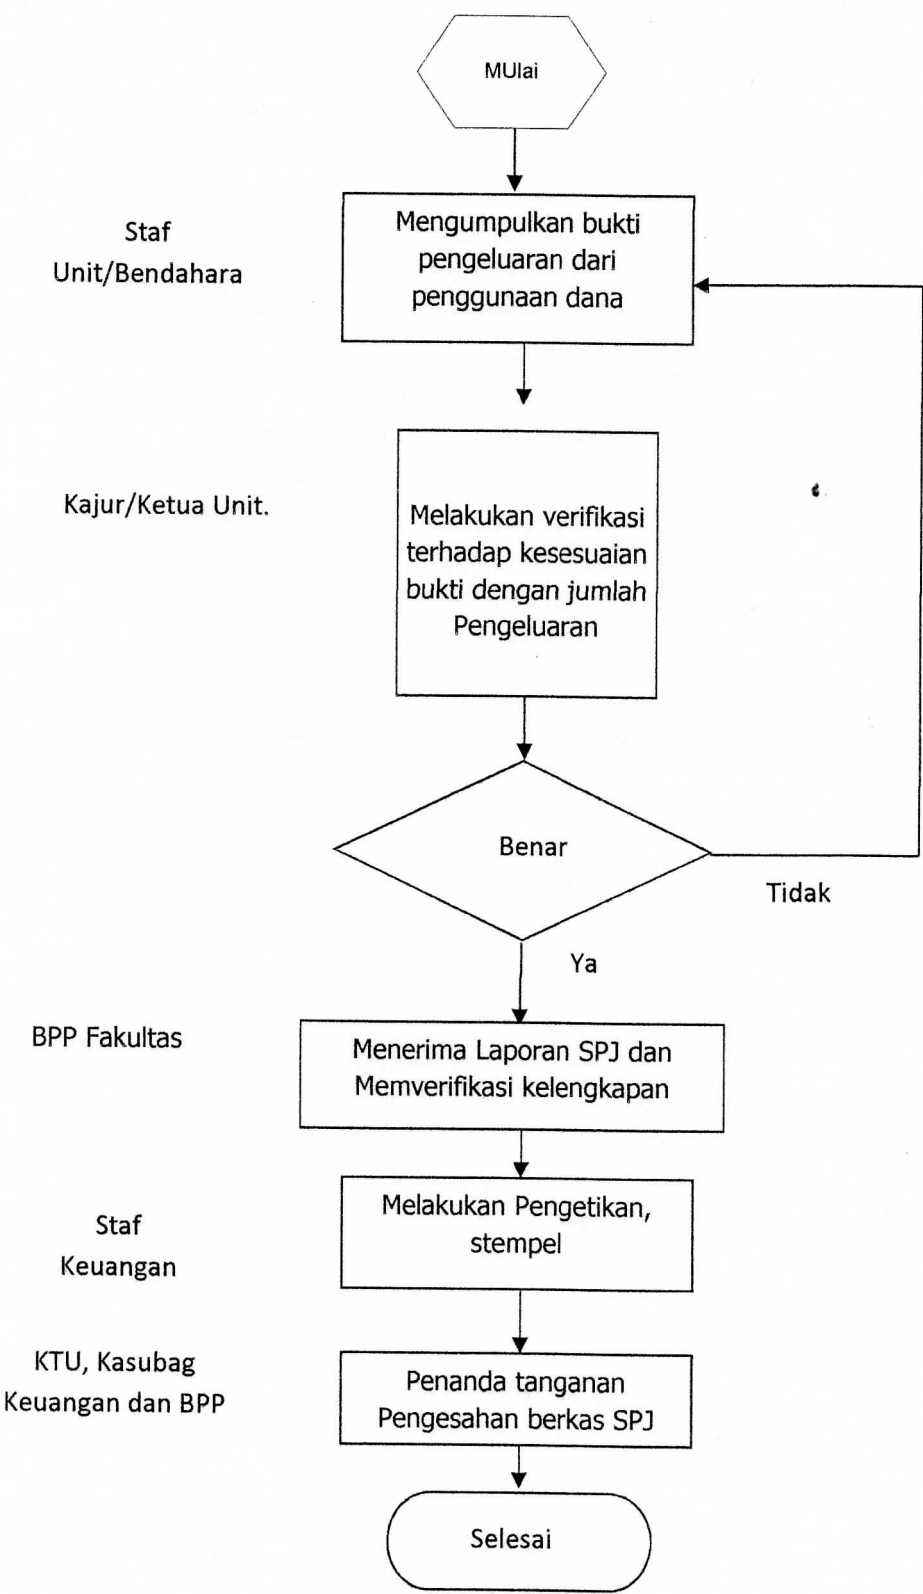 MUlai
Staf
Unit/Bendahara
Mengumpulkan bukti
pengeluaran dari
penggunaan dana
Kajur/Ketua Unit.
Melakukan verifikasi
terhadap kesesuaian
bukti dengan jumlah
Pengeluaran
Benar
Tidak
Ya
BPP Fakultas
Menerima Laporan SPJ dan
Memverifikasi kelengkapan
Staf
Keuangan
Melakukan Pengetikan,
stempel
KTU, Kasubag
Keuangan dan BPP
Penanda tanganan
Pengesahan berkas SPJ
Selesai